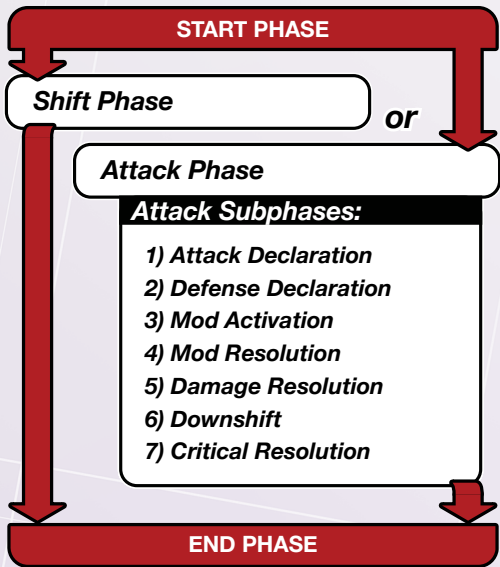 START PHASE
Shift Phase
or
Attack Phase
Attack Subphases:
1) Attack Declaration
2) Defense Declaration
3) Mod Activation
4) Mod Resolution
5) Damage Resolution
6) Downshift
7) Critical Resolution
END PHASE